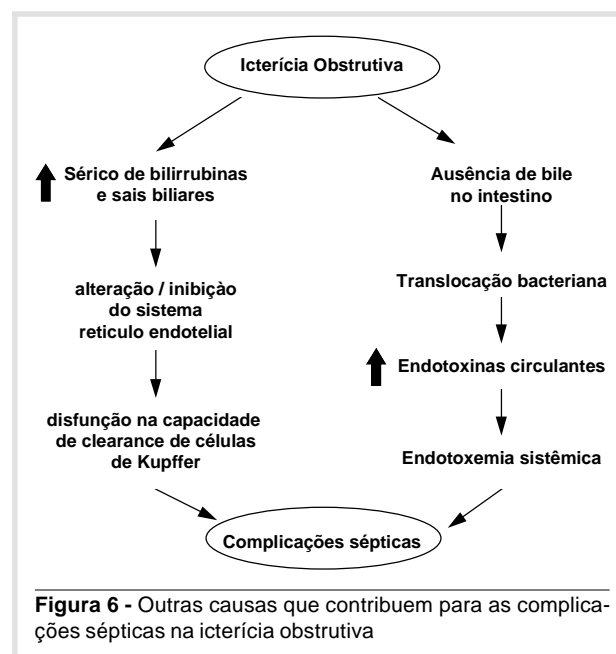 Icterícia Obstrutiva
Sérico de bilirrubinas
e sais biliares
alteração / inibiçào
do sistema
reticulo endotelial
disfunção na capacidade
de clearance de células
de Kupffer
Ausência de bile
no intestino
Translocação bacteriana
Endotoxinas circulantes
Endotoxemia sistêmica
Complicações sépticas
Figura 6 - Outras causas que contribuem para as complica-
ções sépticas na icterícia obstrutiva